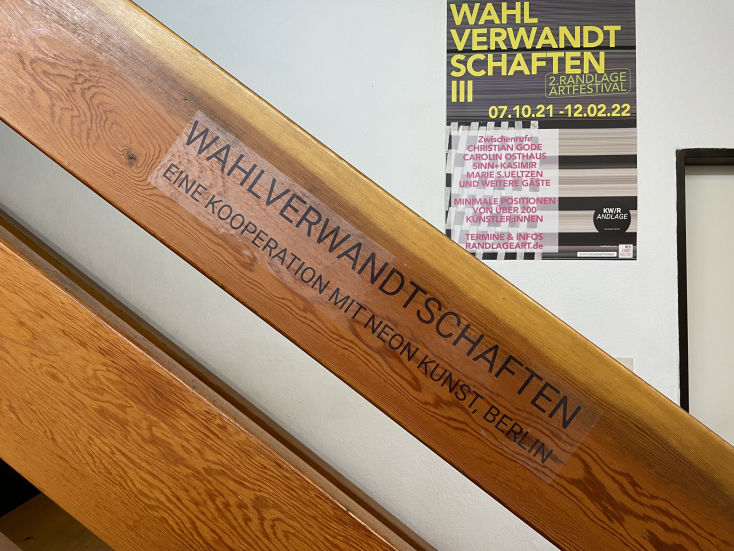 WAHL
VERWANDT
SCHAFTEN
III
2.RANDLAGE
ARTFESTIVAL
07.10.21 -12.02.22
Zwischenrufe
CHRISTIAN GODE
CAROLIN OSTHAUS
SINN+KASIMIR
MARIE S.UELTZEN
UND WEITERE GÄSTE
MINIMALE POSITIONEN
VON ÜBER 200
KÜNSTLERiNNEN
TERMINE & INFOS
RANDLAGEART.de
KW/R
ANDLAGE
WAHLVERWANDTSCHAFTEN
EINE KOOPERATION MIT NEON KUNST, BERLIN